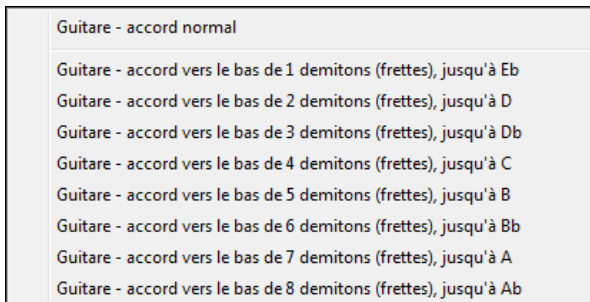 Guitare - accord normal
Guitare - accord vers le bas de 1 demitons (frettes), jusqu'à Eb
Guitare - accord vers le bas de 2 demitons (frettes), jusqu'à D
Guitare - accord vers le bas de 3 demitons (frettes), jusqu'à Db
Guitare - accord vers le bas de 4 demitons (frettes), jusqu'à C
Guitare - accord vers le bas de 5 demitons (frettes), jusqu'à B
Guitare - accord vers le bas de 6 demitons (frettes), jusqu'à Bb
Guitare - accord vers le bas de 7 demitons (frettes), jusqu'à A
Guitare - accord vers le bas de 8 demitons (frettes), jusqu'à Ab